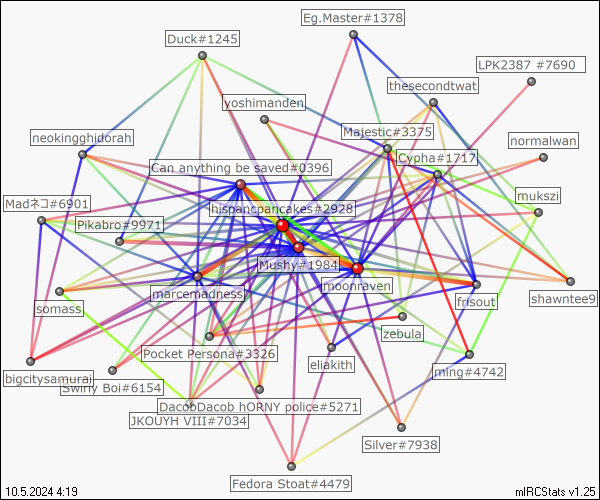 Eg.Master#1378
Duck#1245
LPK2387 #7690
thesecondtwat
yoshimanden
Majestic#3375
neokingghidorah
normalwan
Cypha#1717
Can anything be saved#0396
mukszi
Madネコ#6901
hispancpancakes#2928
Pikabro#9971
Mushy#1984
moonraven
marcemadness
frisout
shawntee9
somass
zebula
Pocket Persona#3326
eliakith
ming#4742
bigcitysamurai
Swiny Boi#6154
DacobDacob hORNY police#5271
JKOUYH VIII#7034
Silver#7938
Fedora Stoat#4479
10.5.2024 4:19
mIRCStats v1.25